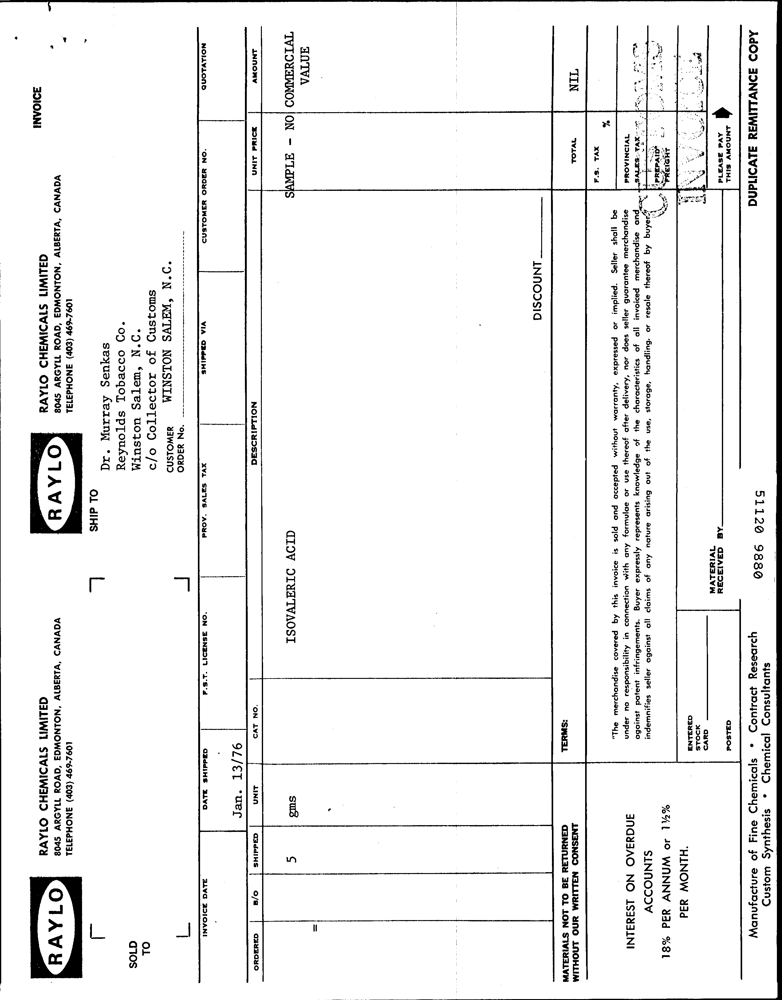 RAYLO
RAYLO CHEMICALS LIMITED
8045 ARGYLL ROAD, EDMONTON, ALBERTA, CANADA
TELEPHONE (403) 469-7601
RAYLO
RAYLO CHEMICALS LIMITED
8045 ARGYLL ROAD, EDMONTON, ALBERTA, CANADA
TELEPHONE (403) 469-7601
INVOICE
SOLD
TO
SHIP TO
Dr. Murray Senkas
Reynolds Tobacco Co.
Winston Salem, N.C.
c/o Collector of Customs
WINSTON SALEM, N.C.
CUSTOMER
ORDER No.
INVOICE DATE DATE SHIPPED F.S.T. LICENSE NO. PROV. SALES TAX SHIPPED VIA CUSTOMER ORDER NO. QUOTATION
Jan. 13/76
ORDERED B/O SHIPPED UNIT CAT NO. DESCRIPTION UNIT PRICE AMOUNT
5 gms ISOVALERIC ACID SAMPLE - NO COMMERCIAL
VALUE
=
DISCOUNT
MATERIALS NOT TO BE RETURNED
WITHOUT OUR WRITTEN CONSENT
TERMS:
TOTAL NIL
INTEREST ON OVERDUE
ACCOUNTS
18% PER ANNUM or 1½%
PER MONTH.
"The merchandise covered by this invoice is sold and accepted without warranty, expressed or implied. Seller shall be
under no responsibility in connection with any formulae or use thereof after delivery, nor does seller guarantee merchandise
against patent infringements. Buyer expressly represents knowledge of the characteristics of all invoiced merchandise and
indemnifies seller against all claims of any nature arising out of the use, storage, handling, or resale thereof by buyer."
F.S. TAX %
PROVINCIAL
SALES TAX
PREPAID
FREIGHT
INVOICE
ENTERED
STOCK
CARD
POSTED
MATERIAL
RECEIVED BY
PLEASE PAY
THIS AMOUNT
Manufacture of Fine Chemicals • Contract Research
Custom Synthesis • Chemical Consultants
51120 9880
DUPLICATE REMITTANCE COPY